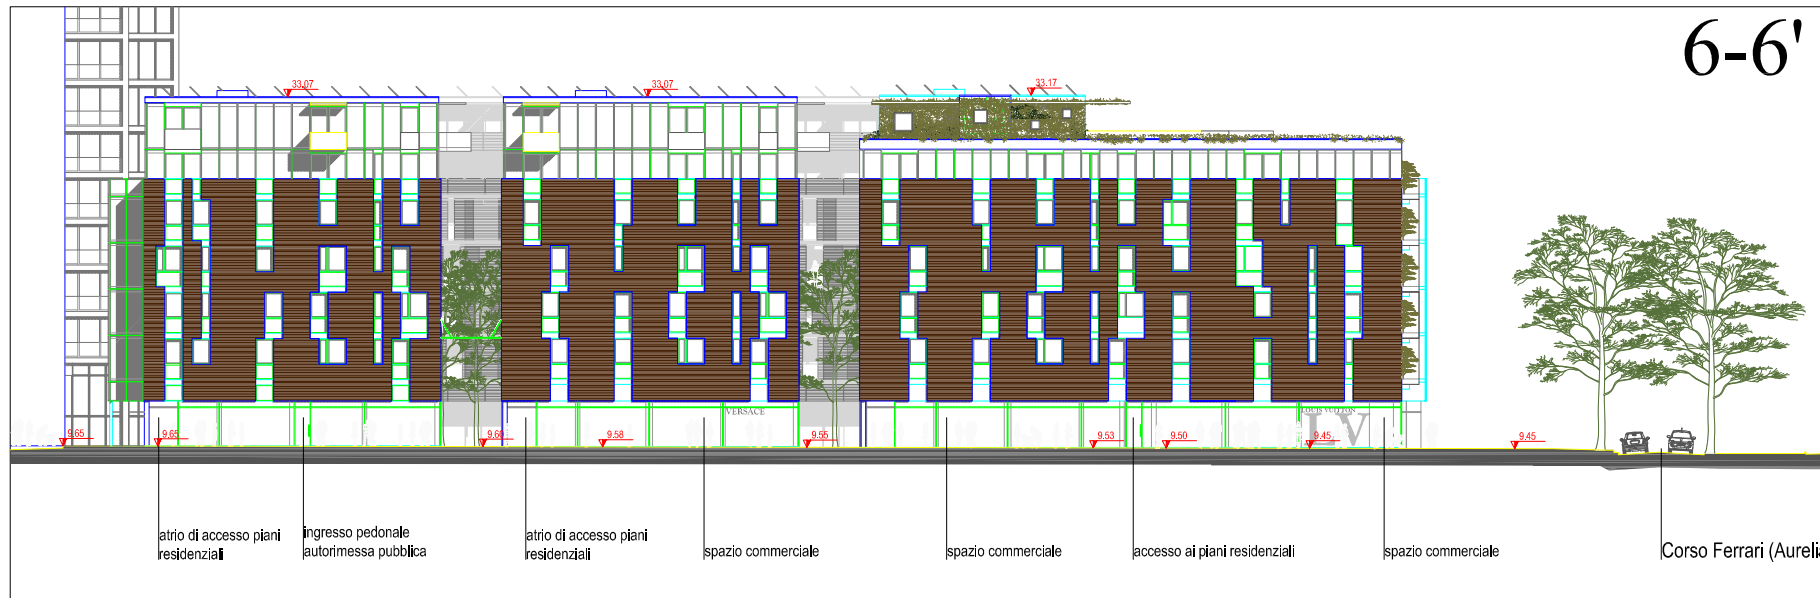 6-6'
33.07
33.07
33.17
VERSACE
LOUIS VUITTON
LV
9.65
9.65
9.60
9.58
9.55
9.53
9.50
9.45
9.45
atrio di accesso piani
residenziali
ingresso pedonale
autorimessa pubblica
atrio di accesso piani
residenziali
spazio commerciale
spazio commerciale
accesso ai piani residenziali
spazio commerciale
Corso Ferrari (Aurelia